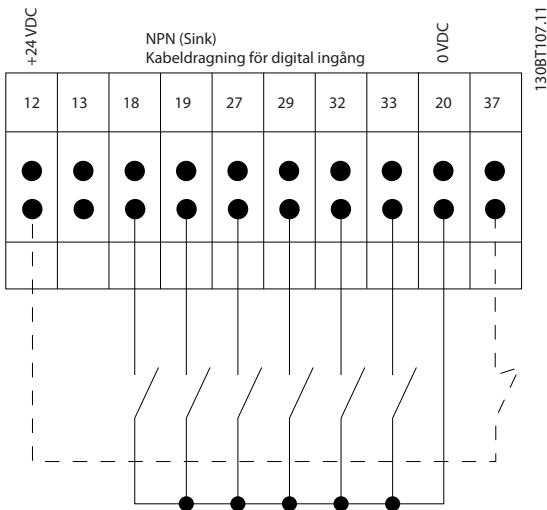 +24 VDC
NPN (Sink)
Kabeldragning för digital ingång
0 VDC
130BT107.11
12 13 18 19 27 29 32 33 20 37